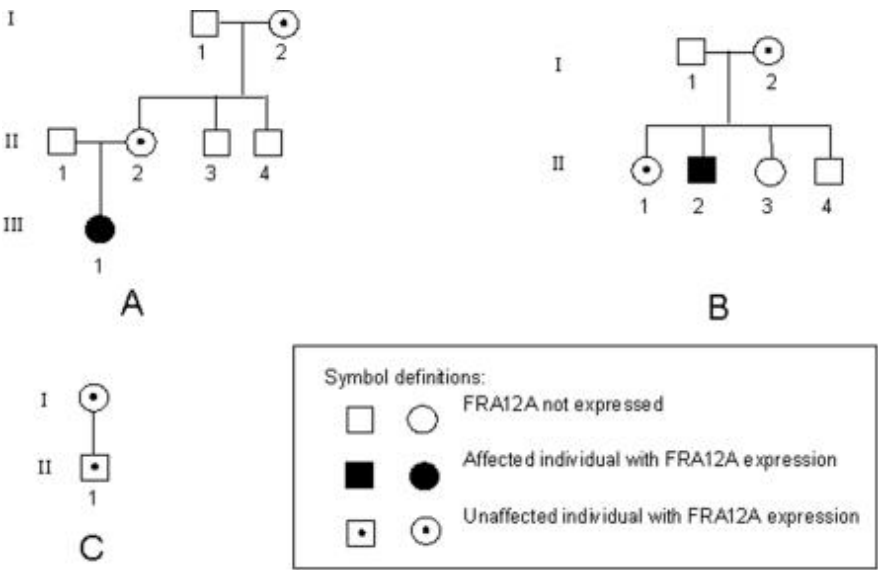 I
1 2
II
1 2 3 4
III
1
A
I
1 2
II
1 2 3 4
B
I
II
1
C
Symbol definitions:
FRA12A not expressed
Affected individual with FRA12A expression
Unaffected individual with FRA12A expression